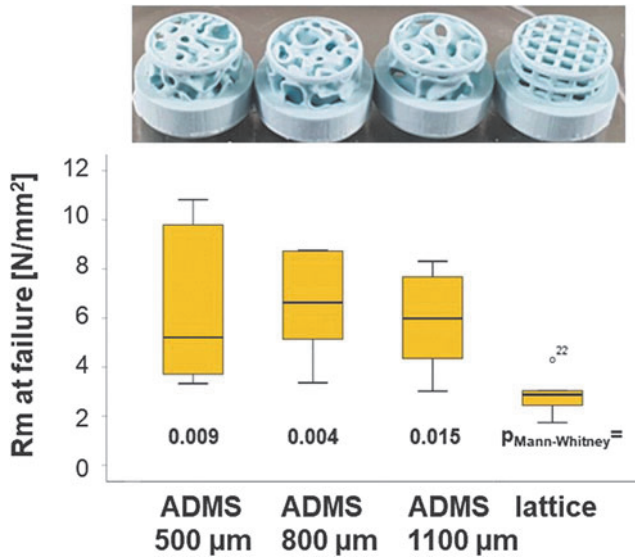 Rm at failure [N/mm²]
12
10
8
6
4
2
0
22
0.009 0.004 0.015 pMann-Whitney=
ADMS ADMS ADMS lattice
500 µm 800 µm 1100 µm